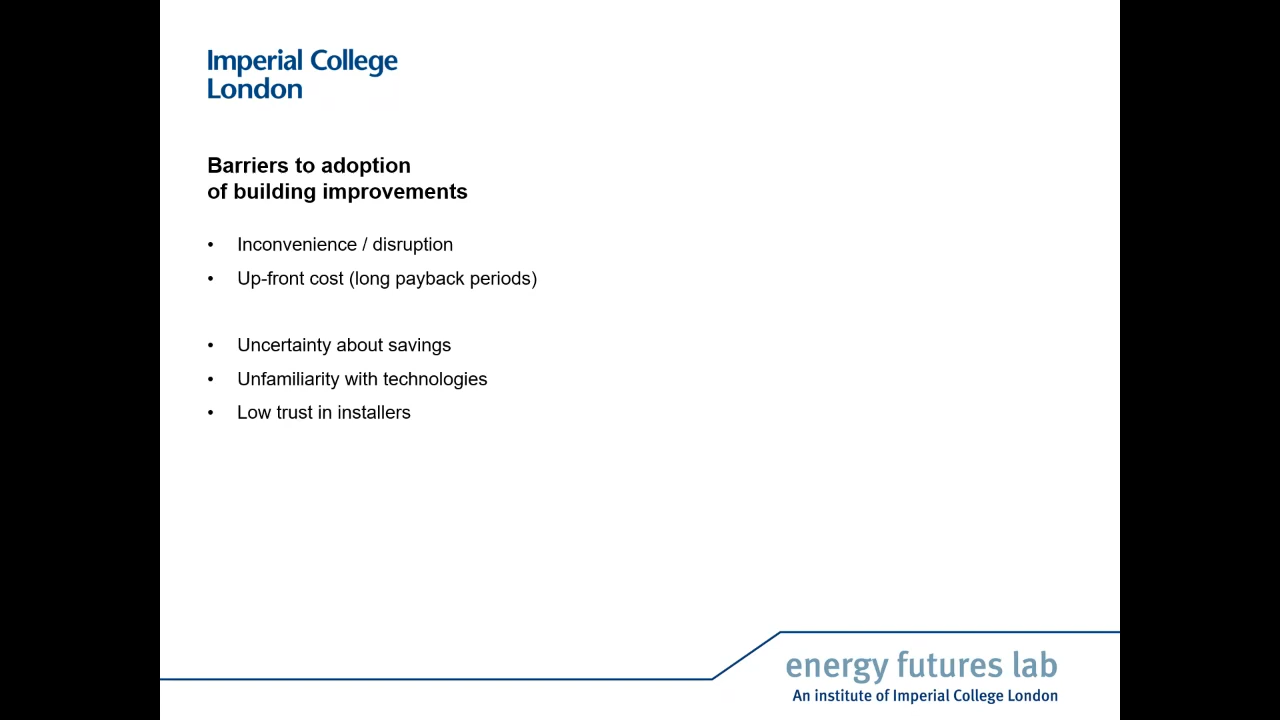 Imperial College
London
Barriers to adoption
of building improvements
• Inconvenience / disruption
• Up-front cost (long payback periods)
• Uncertainty about savings
• Unfamiliarity with technologies
• Low trust in installers
energy futures lab
An institute of Imperial College London